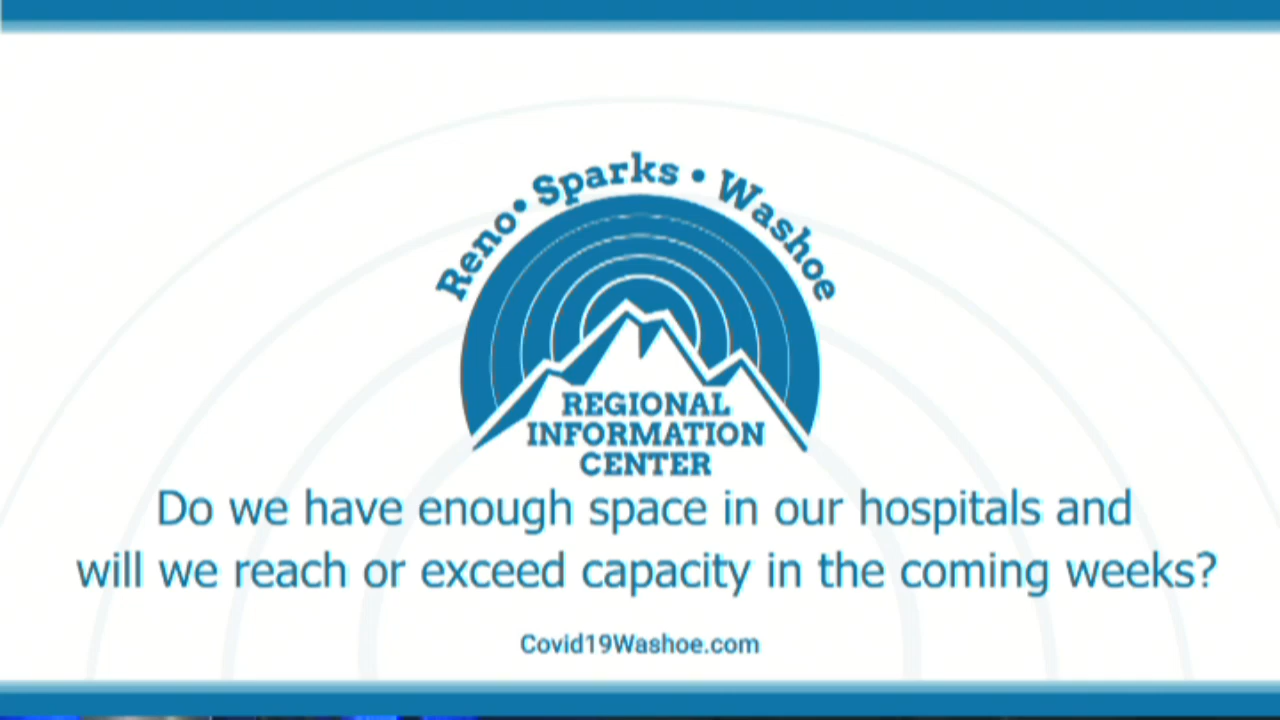 Reno • Sparks • Washoe
REGIONAL
INFORMATION
CENTER
Do we have enough space in our hospitals and
will we reach or exceed capacity in the coming weeks?
Covid19Washoe.com